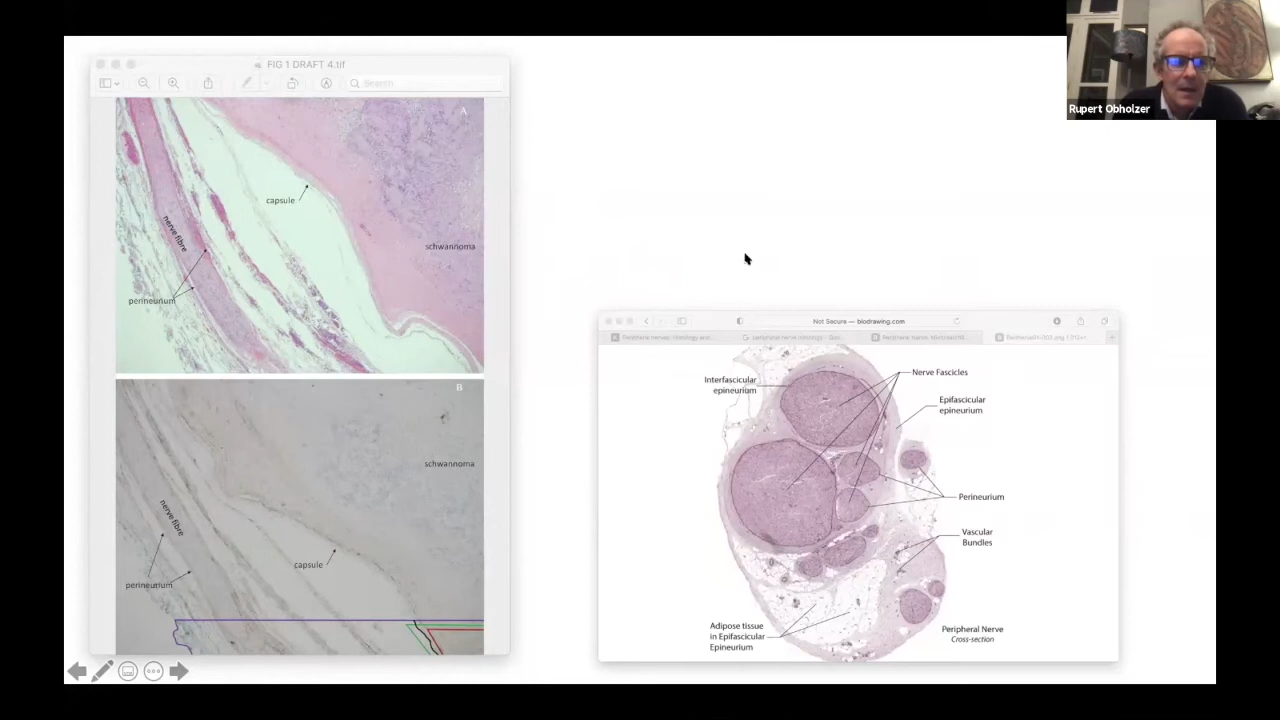 FIG 1 DRAFT 4.tif
Search
A
capsule
nerve fibre
schwannoma
perineurium
B
schwannoma
nerve fibre
capsule
perineurium
Rupert Obholzer
Not Secure — biodrawing.com
Interfascicular
epineurium
Nerve Fascicles
Epifascicular
epineurium
Perineurium
Vascular
Bundles
Adipose tissue
in Epifascicular
Epineurium
Peripheral Nerve
Cross-section